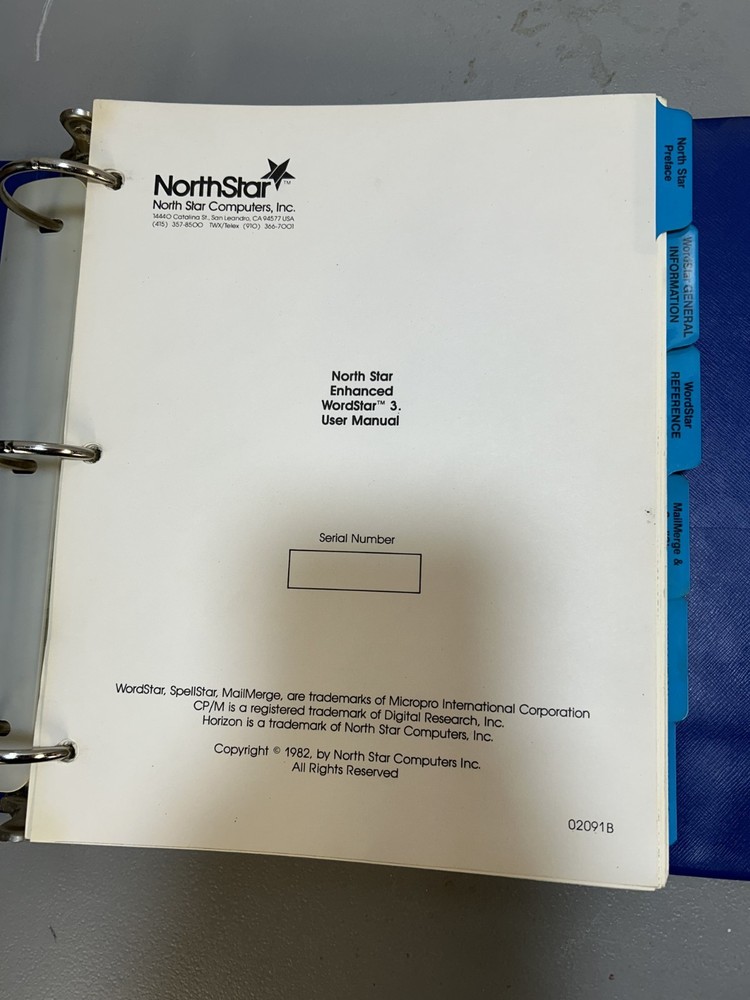 NorthStar™
North Star Computers, Inc.
14440 Catalina St., San Leandro, CA 94577 USA
(415) 357-8500 TWX/Telex (910) 366-7001
North Star
Enhanced
WordStar™ 3.
User Manual
Serial Number
WordStar, SpellStar, MailMerge, are trademarks of Micropro International Corporation
CP/M is a registered trademark of Digital Research, Inc.
Horizon is a trademark of North Star Computers, Inc.
Copyright © 1982, by North Star Computers Inc.
All Rights Reserved
02091B
North Star
Preface
WordStar GENERAL
INFORMATION
WordStar
REFERENCE
MailMerge &